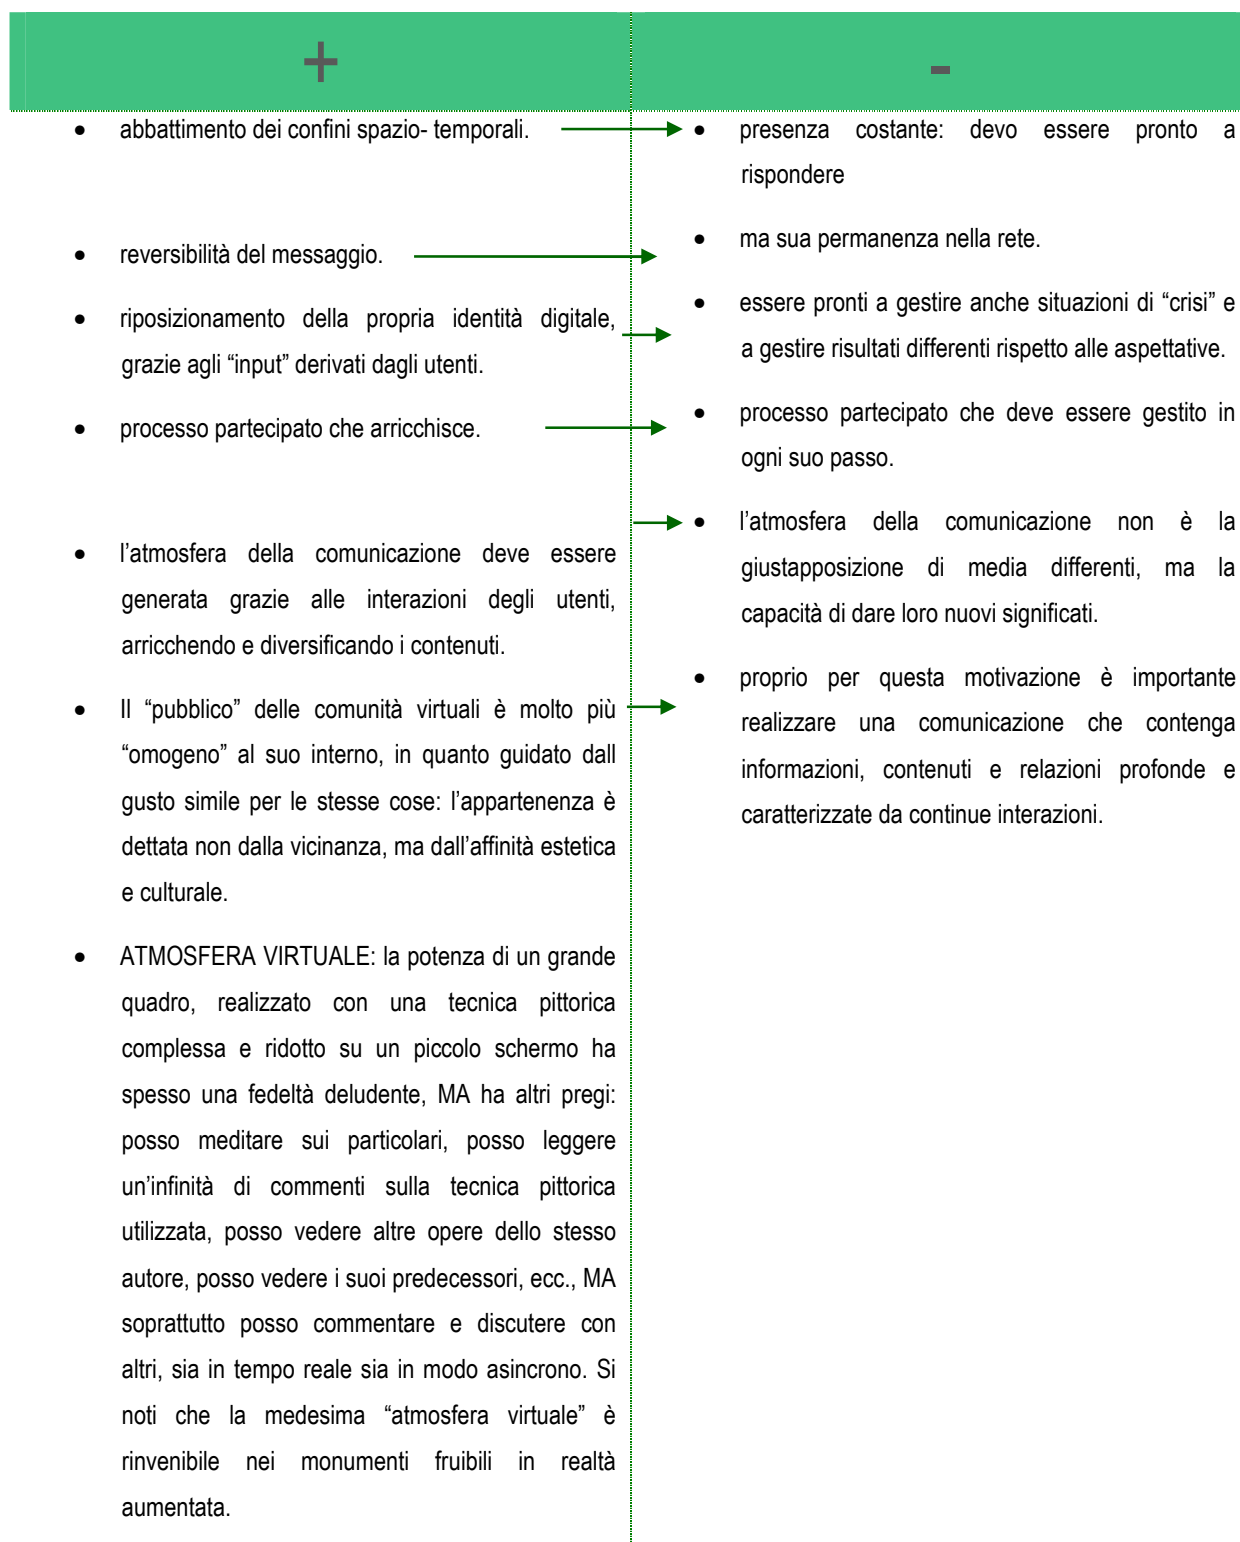 +
-
• abbattimento dei confini spazio- temporali.
• reversibilità del messaggio.
• riposizionamento della propria identità digitale,
grazie agli “input” derivati dagli utenti.
• processo partecipato che arricchisce.
• l’atmosfera della comunicazione deve essere
generata grazie alle interazioni degli utenti,
arricchendo e diversificando i contenuti.
• Il “pubblico” delle comunità virtuali è molto più
“omogeno” al suo interno, in quanto guidato dall
gusto simile per le stesse cose: l’appartenenza è
dettata non dalla vicinanza, ma dall’affinità estetica
e culturale.
• ATMOSFERA VIRTUALE: la potenza di un grande
quadro, realizzato con una tecnica pittorica
complessa e ridotto su un piccolo schermo ha
spesso una fedeltà deludente, MA ha altri pregi:
posso meditare sui particolari, posso leggere
un’infinità di commenti sulla tecnica pittorica
utilizzata, posso vedere altre opere dello stesso
autore, posso vedere i suoi predecessori, ecc., MA
soprattutto posso commentare e discutere con
altri, sia in tempo reale sia in modo asincrono. Si
noti che la medesima “atmosfera virtuale” è
rinvenibile nei monumenti fruibili in realtà
aumentata.
• presenza costante: devo essere pronto a
rispondere
• ma sua permanenza nella rete.
• essere pronti a gestire anche situazioni di “crisi” e
a gestire risultati differenti rispetto alle aspettative.
• processo partecipato che deve essere gestito in
ogni suo passo.
• l’atmosfera della comunicazione non è la
giustapposizione di media differenti, ma la
capacità di dare loro nuovi significati.
• proprio per questa motivazione è importante
realizzare una comunicazione che contenga
informazioni, contenuti e relazioni profonde e
caratterizzate da continue interazioni.